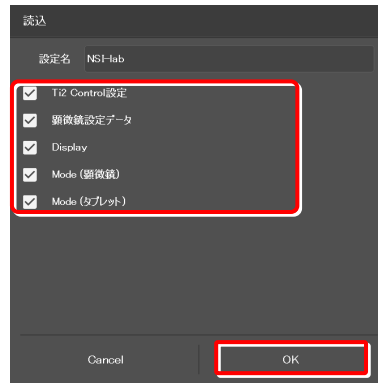 読込
設定名 NSI-lab
Ti2 Control設定
顕微鏡設定データ
Display
Mode (顕微鏡)
Mode (タブレット)
Cancel OK